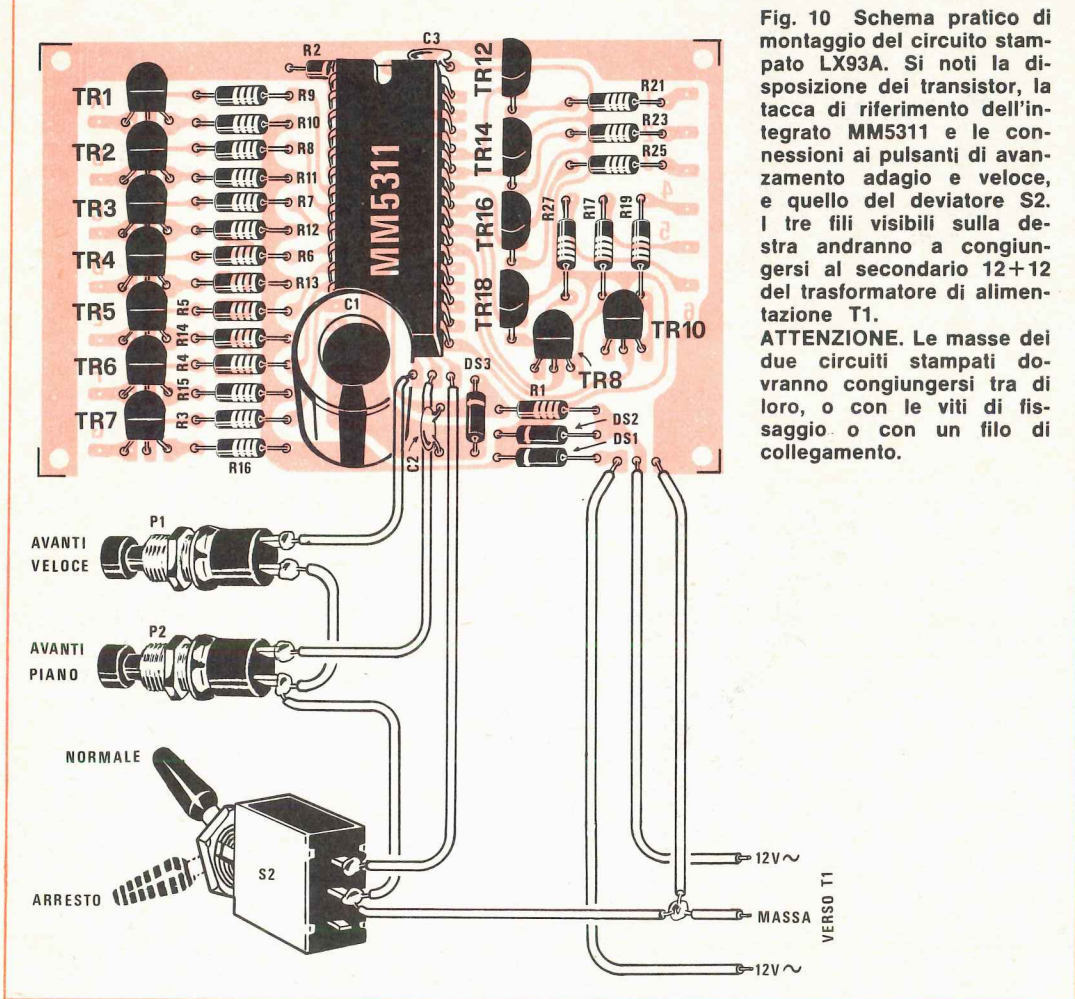 Fig. 10 Schema pratico di
montaggio del circuito stam-
pato LX93A. Si noti la di-
sposizione dei transistor, la
tacca di riferimento dell'in-
tegrato MM5311 e le con-
nessioni ai pulsanti di avan-
zamento adagio e veloce,
e quello del deviatore S2.
I tre fili visibili sulla de-
stra andranno a congiun-
gersi al secondario 12+12
del trasformatore di alimen-
tazione T1.
ATTENZIONE. Le masse dei
due circuiti stampati do-
vranno congiungersi tra di
loro, o con le viti di fis-
saggio o con un filo di
collegamento.
R2
C3
TR12
TR1
R9
R21
R10
R23
TR2
R8
TR14
R25
R11
MM5311
4
TR3
R7
R27
R17
R19
R12
TR16
5
TR4
R6
R13
C1
TR18
6
TR5
R5
R14
TR10
TR6
R4
DS3
TR8
R15
R1
TR7
R3
DS2
DS1
R16
C2
P1
AVANTI
VELOCE
P2
AVANTI
PIANO
NORMALE
S2
ARRESTO
12V∼
MASSA
12V∼
VERSO T1